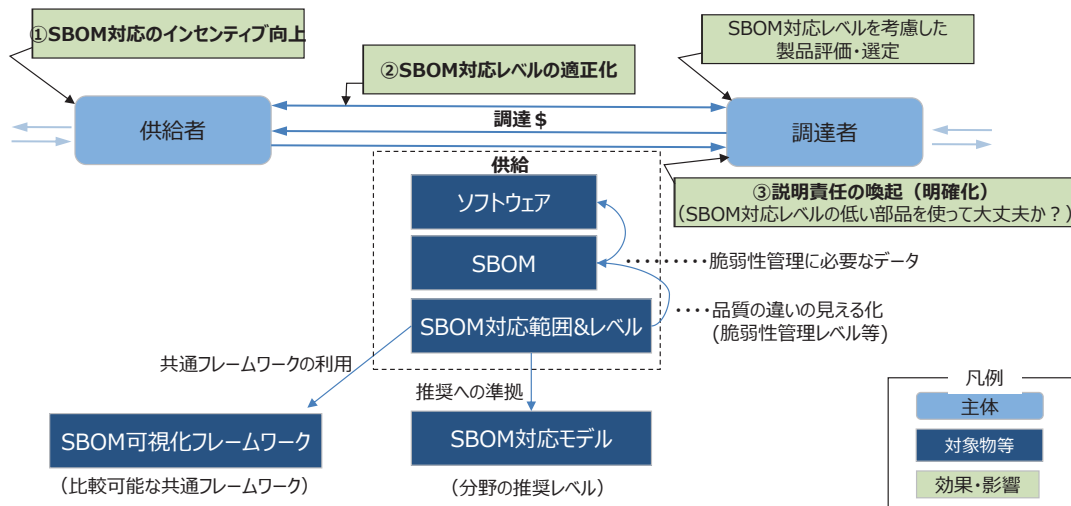 ①SBOM対応のインセンティブ向上
SBOM対応レベルを考慮した
製品評価・選定
②SBOM対応レベルの適正化
供給者
調達＄
調達者
供給
ソフトウェア
③説明責任の喚起（明確化）
（SBOM対応レベルの低い部品を使って大丈夫か？）
SBOM
・・・・・・・・・脆弱性管理に必要なデータ
SBOM対応範囲&レベル
・・・・品質の違いの見える化
(脆弱性管理レベル等)
共通フレームワークの利用
推奨への準拠
SBOM可視化フレームワーク
（比較可能な共通フレームワーク）
SBOM対応モデル
（分野の推奨レベル）
凡例
主体
対象物等
効果・影響